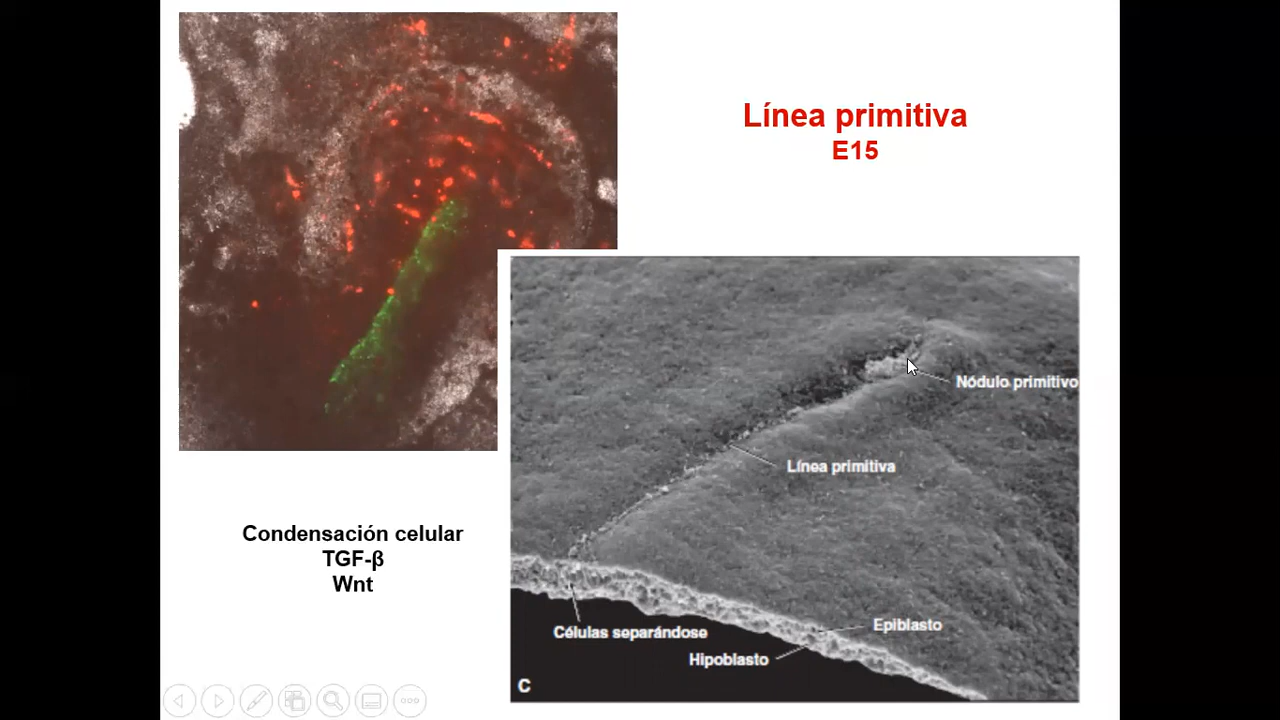 Línea primitiva
E15
Nódulo primitivo
Línea primitiva
Condensación celular
TGF-β
Wnt
Células separándose
Epiblasto
Hipoblasto
C